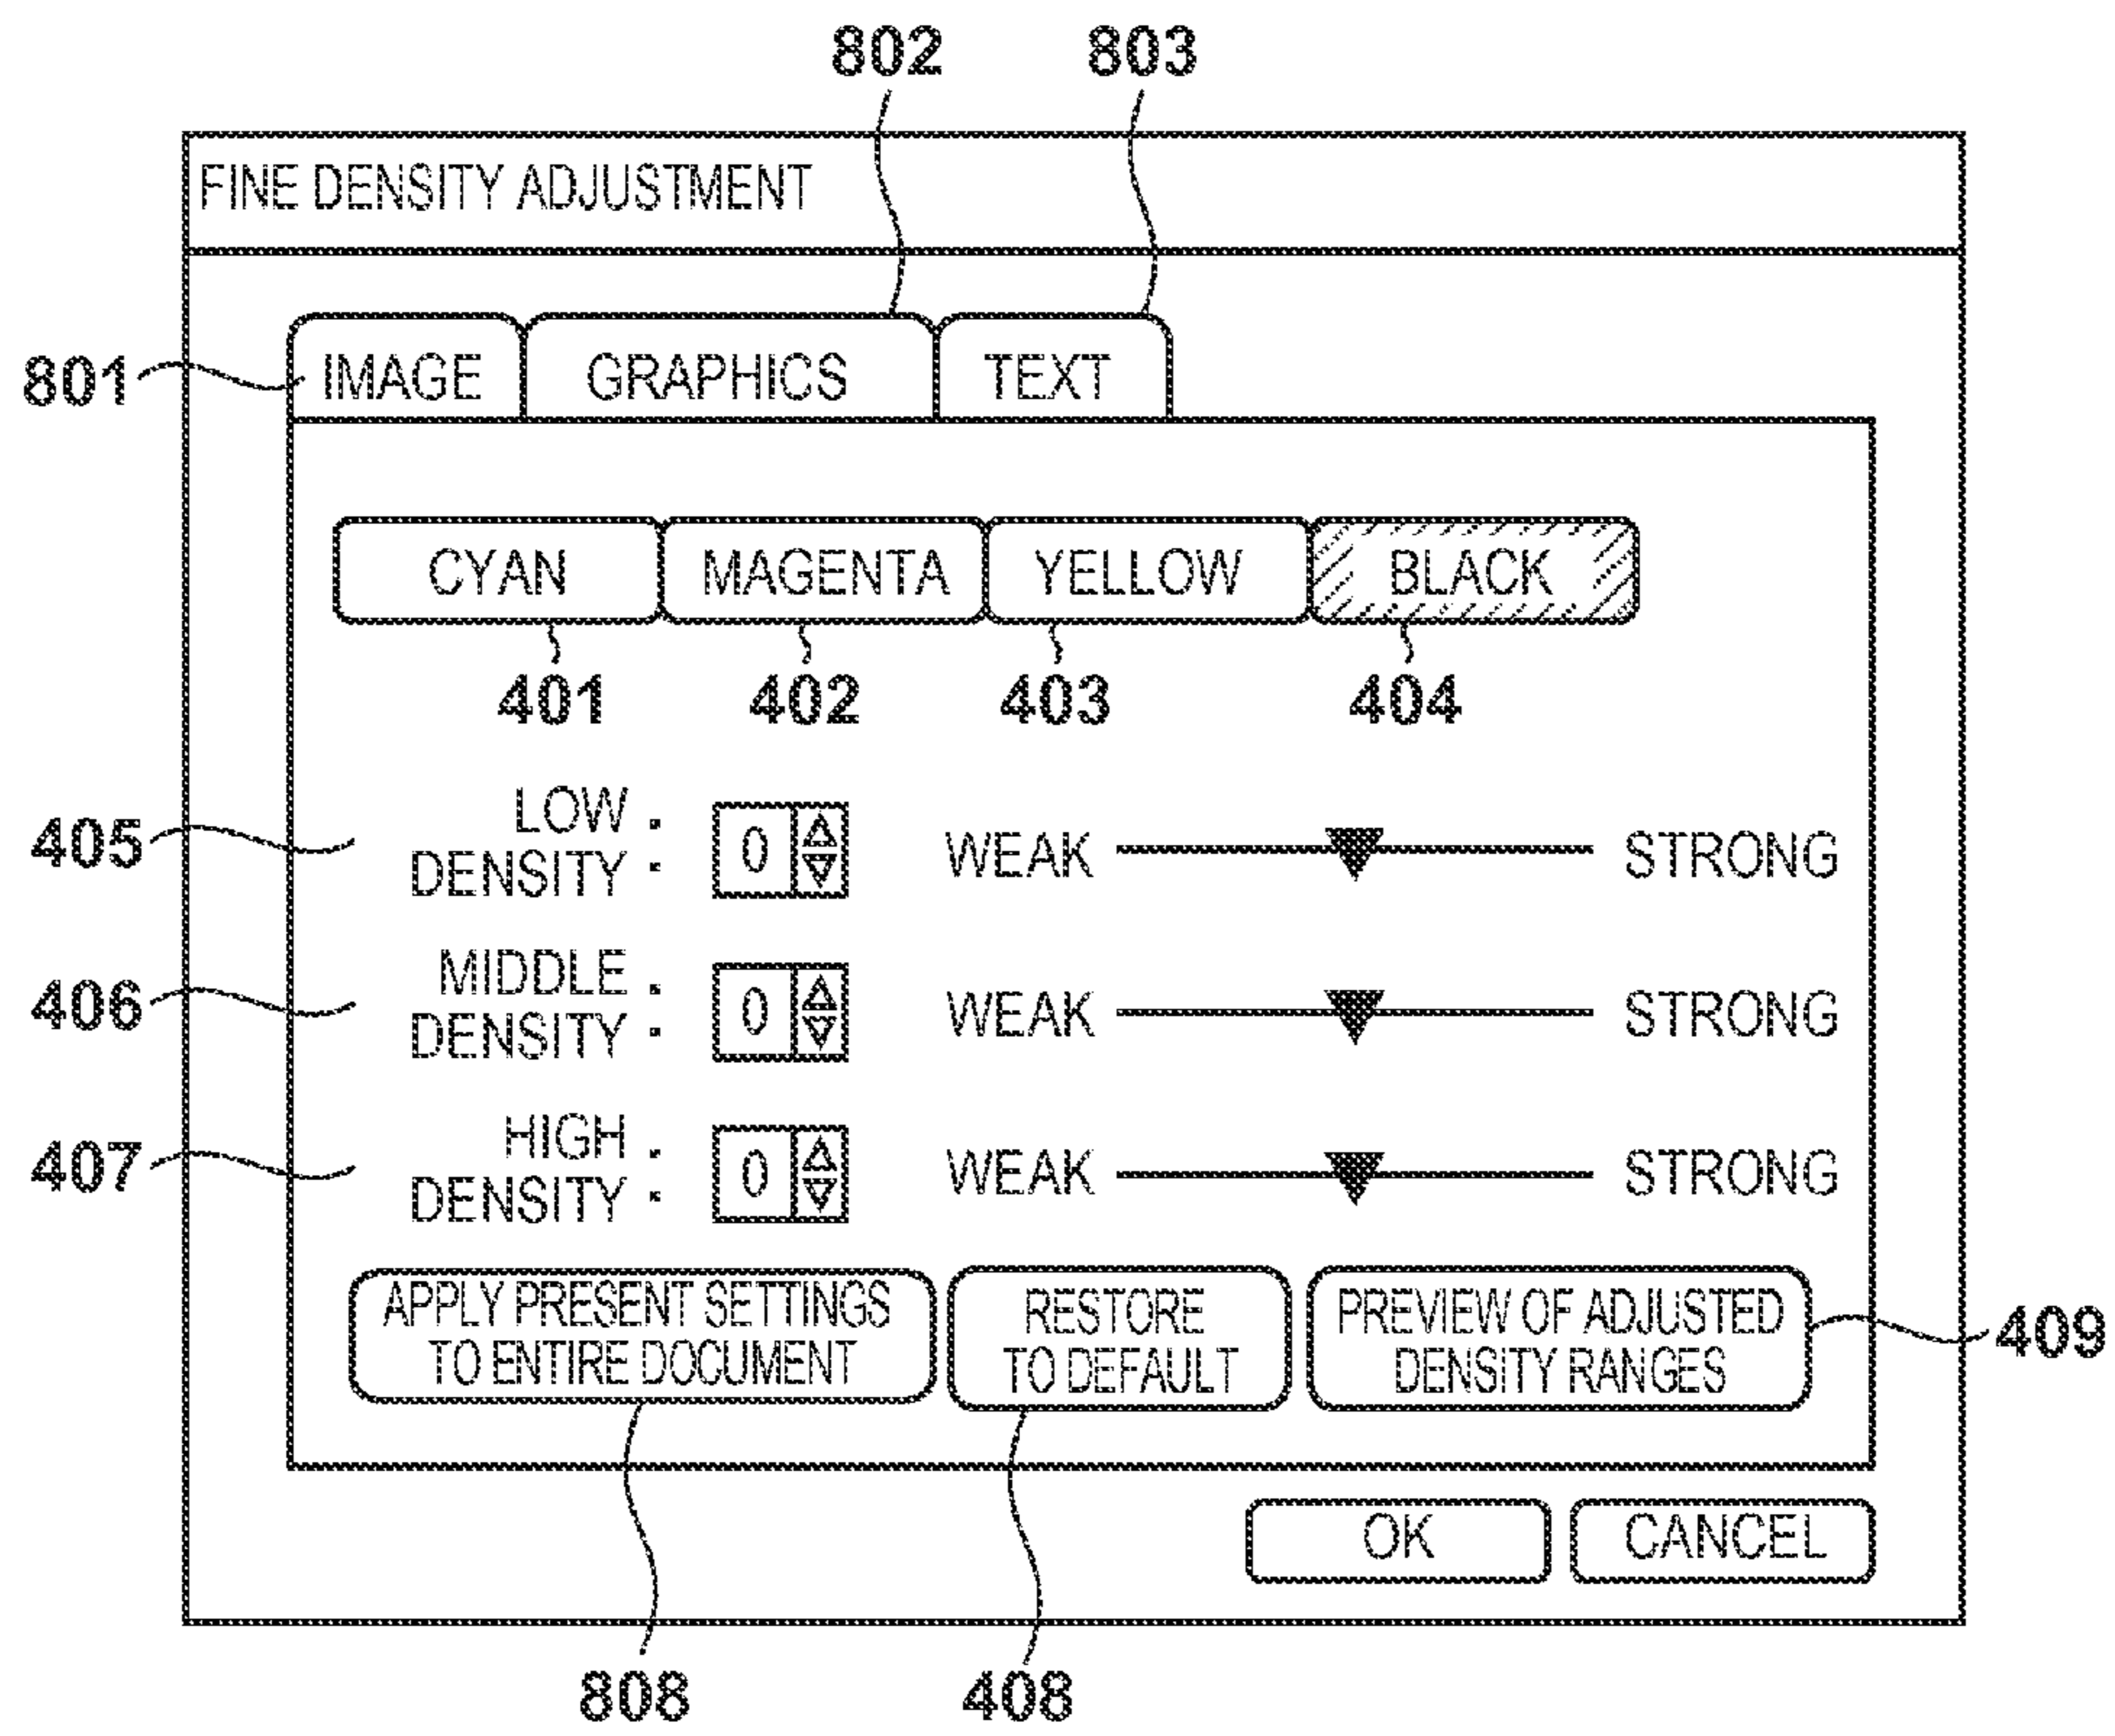 802 803
FINE DENSITY ADJUSTMENT
801 IMAGE GRAPHICS TEXT
CYAN MAGENTA YELLOW BLACK
401 402 403 404
405 LOW DENSITY : 0 WEAK STRONG
406 MIDDLE DENSITY : 0 WEAK STRONG
407 HIGH DENSITY : 0 WEAK STRONG
APPLY PRESENT SETTINGS
TO ENTIRE DOCUMENT
RESTORE
TO DEFAULT
PREVIEW OF ADJUSTED
DENSITY RANGES
409
OK CANCEL
808 408